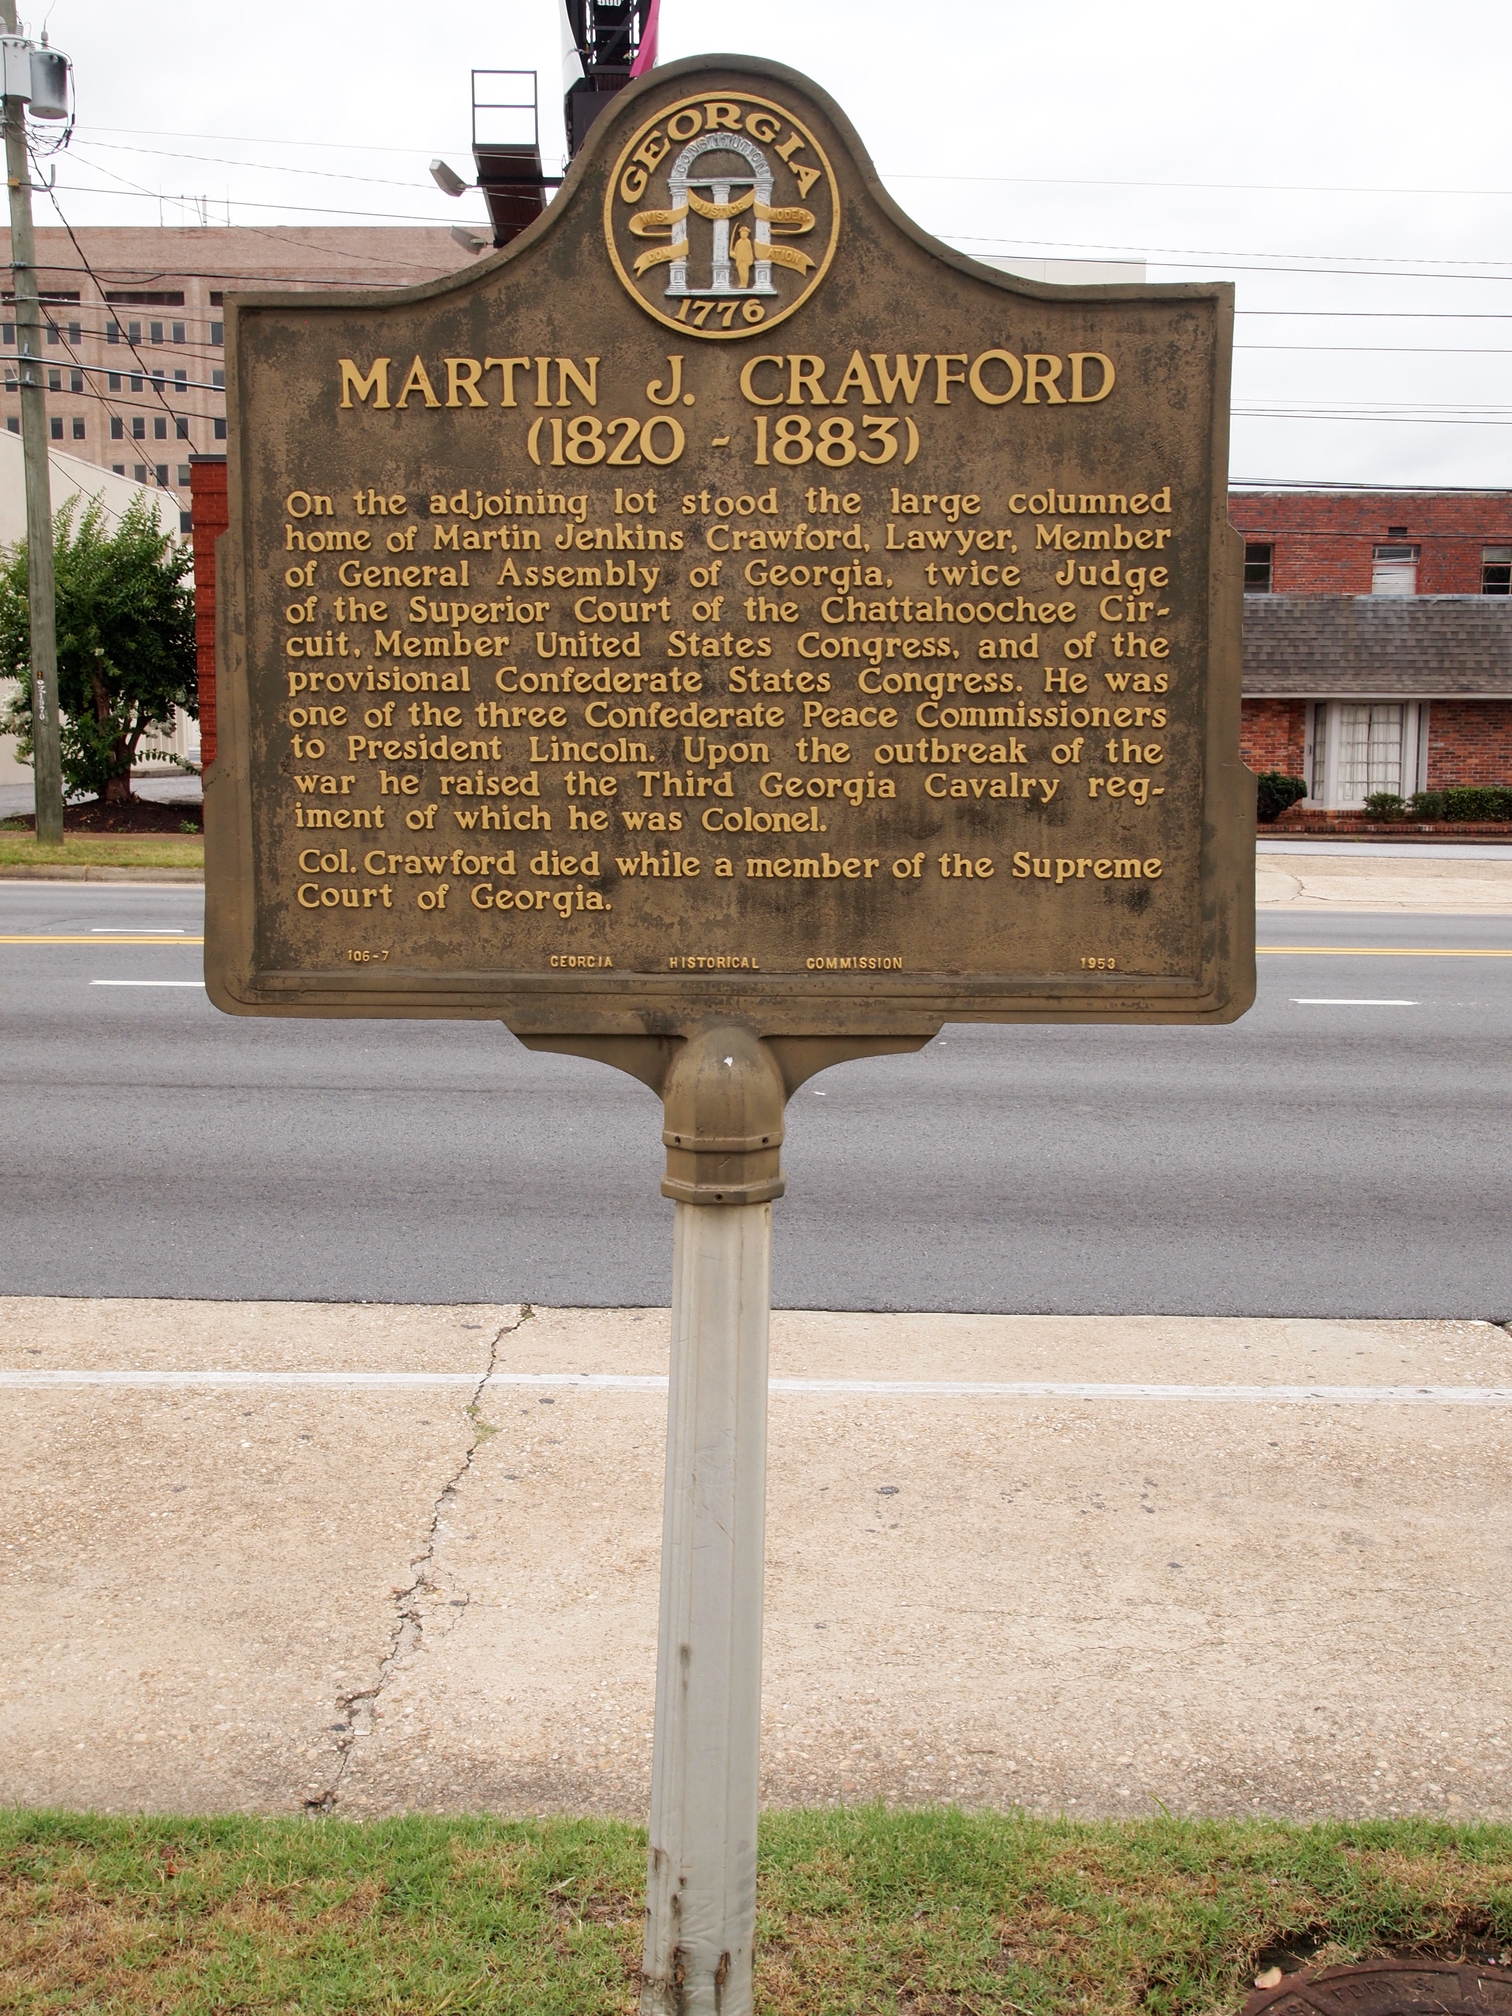 GEORGIA
CONSTITUTION
WIS- JUSTICE MODER-
DOM ATION
1776
MARTIN J. CRAWFORD
(1820 - 1883)
On the adjoining lot stood the large columned
home of Martin Jenkins Crawford, Lawyer, Member
of General Assembly of Georgia, twice Judge
of the Superior Court of the Chattahoochee Cir-
cuit, Member United States Congress, and of the
provisional Confederate States Congress. He was
one of the three Confederate Peace Commissioners
to President Lincoln. Upon the outbreak of the
war he raised the Third Georgia Cavalry reg-
iment of which he was Colonel.
Col. Crawford died while a member of the Supreme
Court of Georgia.
106-7 GEORGIA HISTORICAL COMMISSION 1953